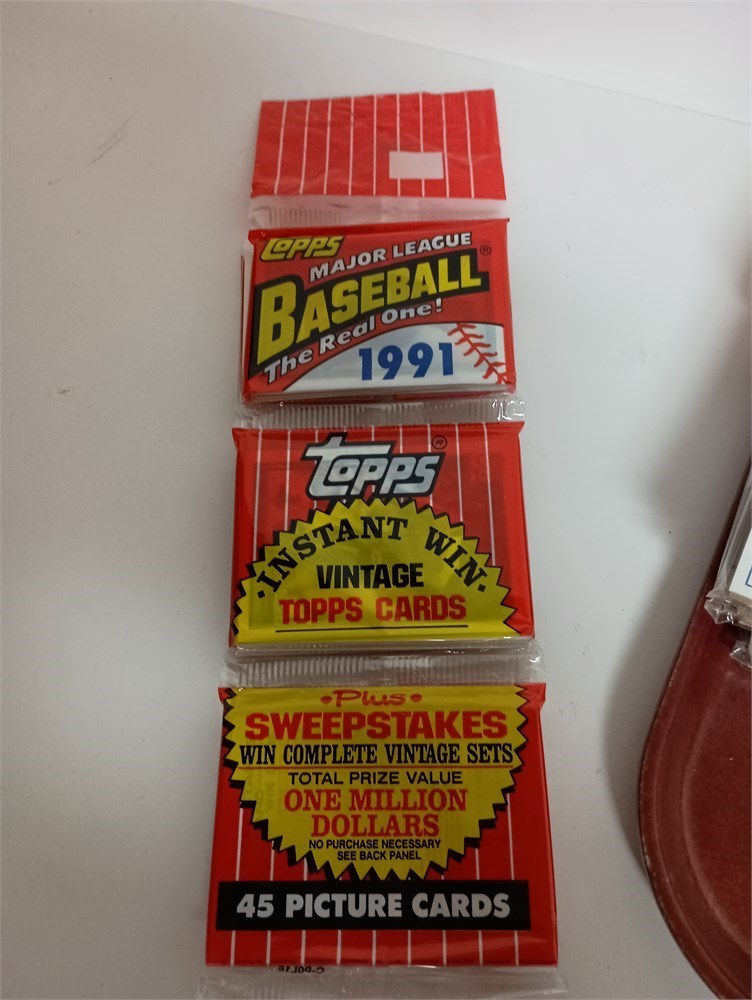 TOPPS
MAJOR LEAGUE
BASEBALL®
The Real One!
1991
TOPPS®
·INSTANT WIN·
VINTAGE
TOPPS CARDS
•Plus•
SWEEPSTAKES
WIN COMPLETE VINTAGE SETS
TOTAL PRIZE VALUE
ONE MILLION
DOLLARS
NO PURCHASE NECESSARY
SEE BACK PANEL
45 PICTURE CARDS